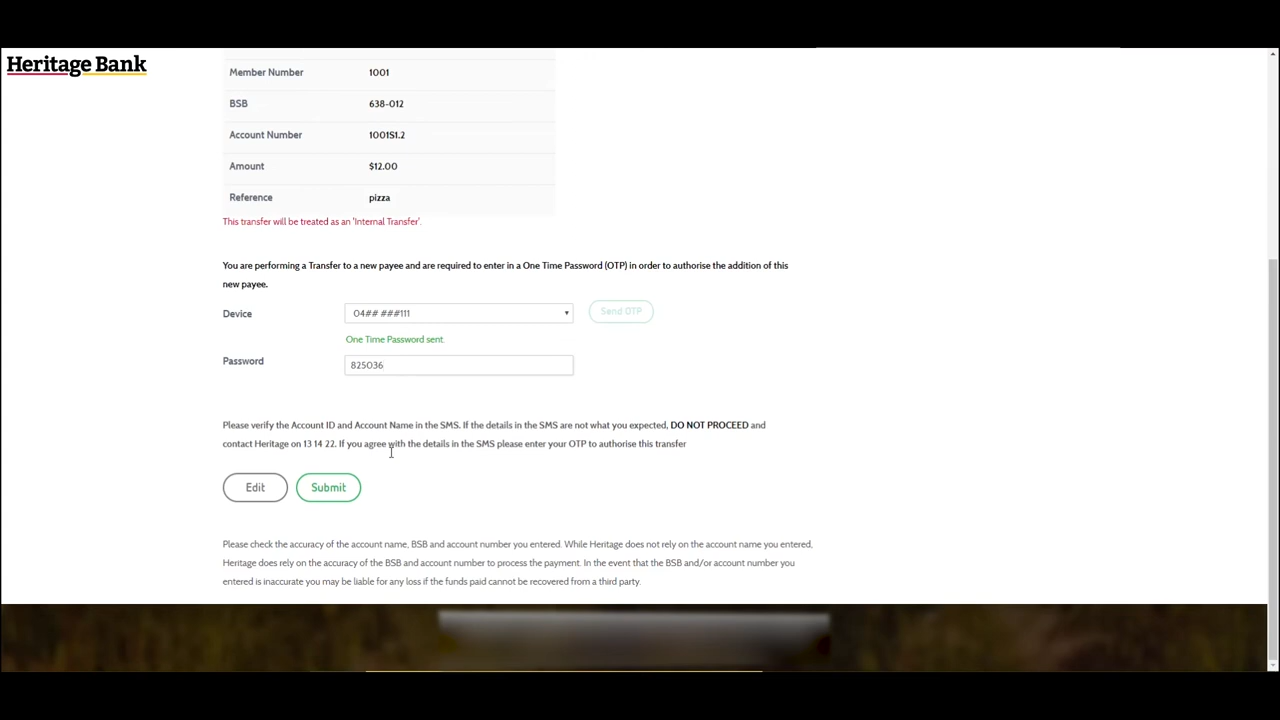 Heritage Bank
Member Number 1001
BSB 638-012
Account Number 1001S1.2
Amount $12.00
Reference pizza
This transfer will be treated as an 'Internal Transfer'.
You are performing a Transfer to a new payee and are required to enter in a One Time Password (OTP) in order to authorise the addition of this
new payee.
Device 04## ###111 Send OTP
One Time Password sent
Password 825036
Please verify the Account ID and Account Name in the SMS. If the details in the SMS are not what you expected, DO NOT PROCEED and
contact Heritage on 13 14 22. If you agree with the details in the SMS please enter your OTP to authorise this transfer
Edit Submit
Please check the accuracy of the account name, BSB and account number you entered. While Heritage does not rely on the account name you entered,
Heritage does rely on the accuracy of the BSB and account number to process the payment. In the event that the BSB and/or account number you
entered is inaccurate you may be liable for any loss if the funds paid cannot be recovered from a third party.